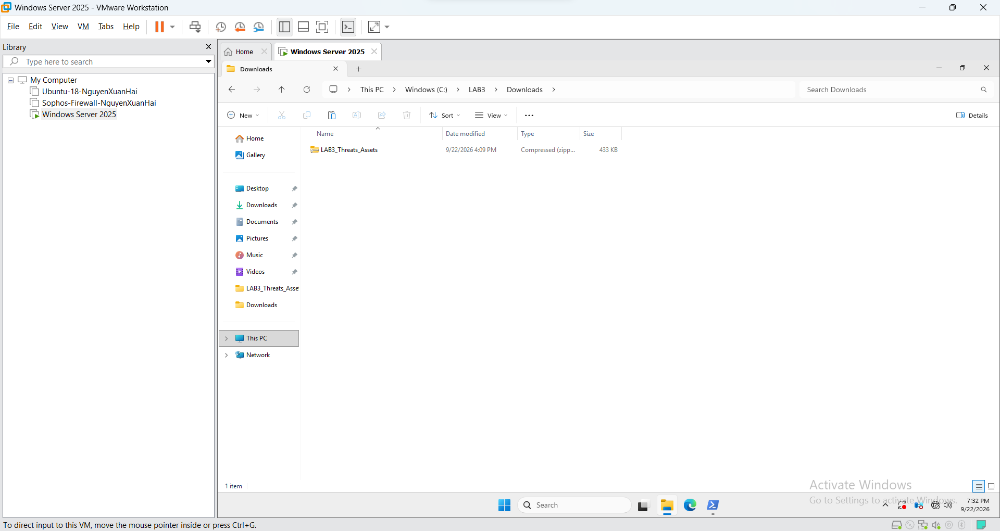 Windows Server 2025 - VMware Workstation
File Edit View VM Tabs Help
Library
Type here to search
My Computer
Ubuntu-18-NguyenXuanHai
Sophos-Firewall-NguyenXuanHai
Windows Server 2025
Home
Windows Server 2025
Downloads
This PC > Windows (C:) > LAB3 > Downloads >
Search Downloads
New
Sort
View
Details
Name Date modified Type Size
LAB3_Threats_Assets 9/22/2026 4:09 PM Compressed (zipp... 433 KB
Home
Gallery
Desktop
Downloads
Documents
Pictures
Music
Videos
LAB3_Threats_Asse
Downloads
This PC
Network
1 item
Activate Windows
Go to Settings to activate Windows.
Search
7:32 PM
9/22/2026
To direct input to this VM, move the mouse pointer inside or press Ctrl+G.